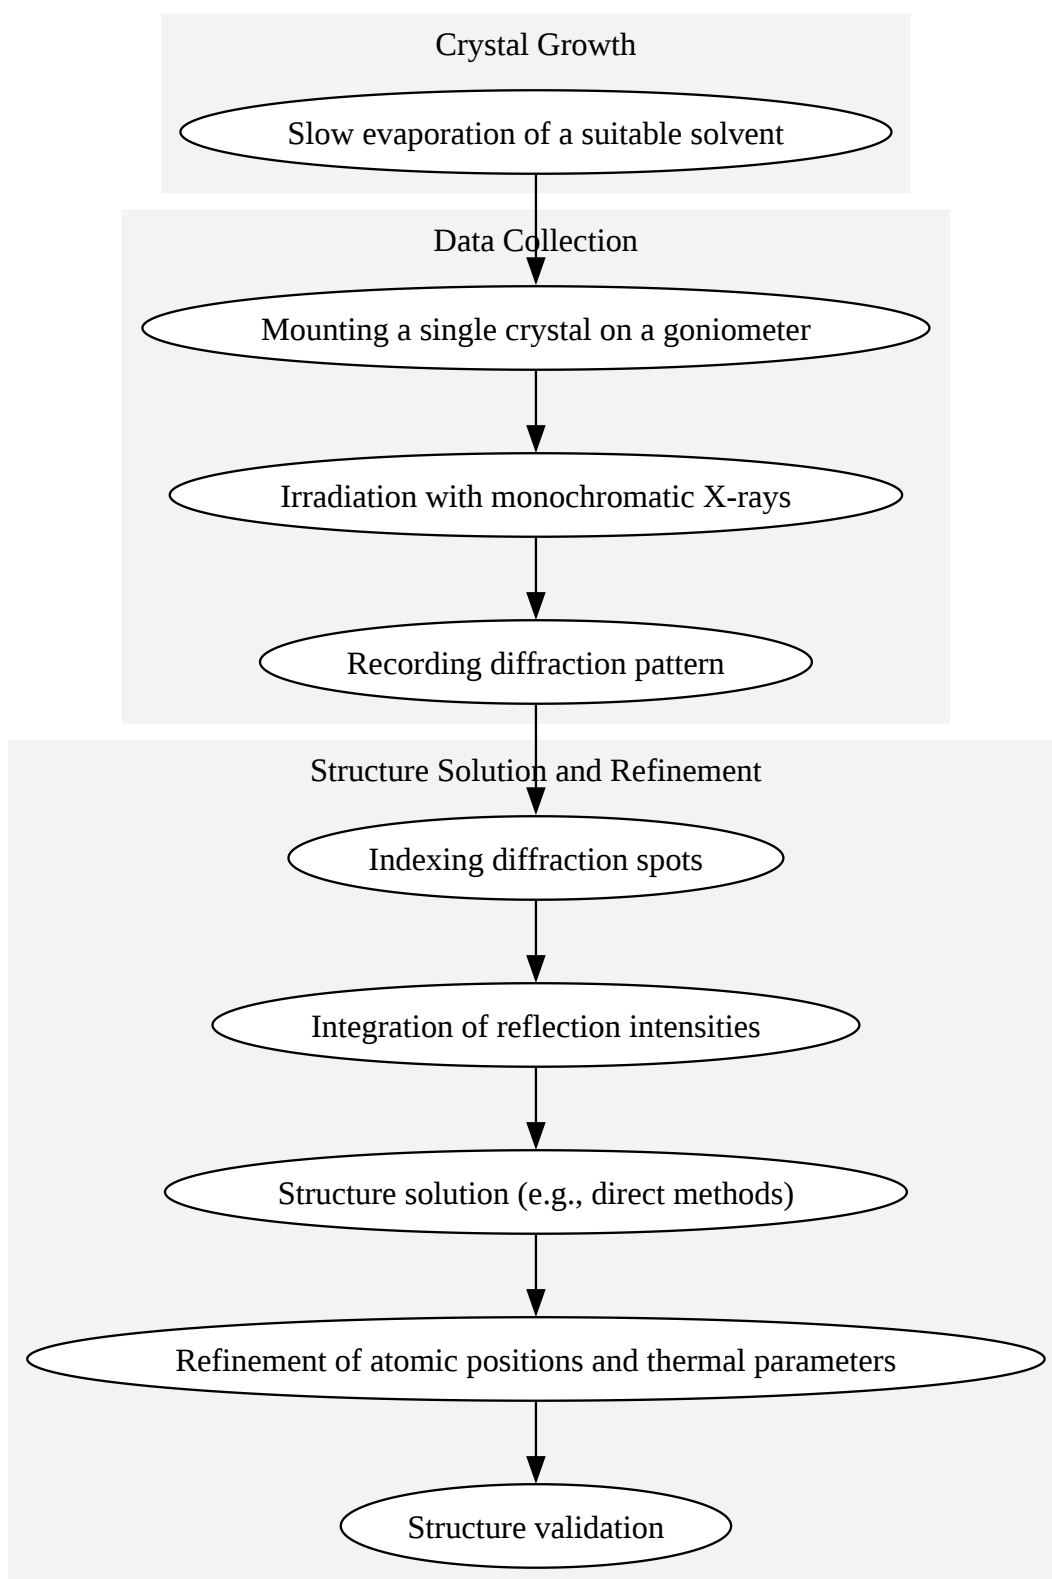 Crystal Growth
Slow evaporation of a suitable solvent
Data Collection
Mounting a single crystal on a goniometer
Irradiation with monochromatic X-rays
Recording diffraction pattern
Structure Solution and Refinement
Indexing diffraction spots
Integration of reflection intensities
Structure solution (e.g., direct methods)
Refinement of atomic positions and thermal parameters
Structure validation